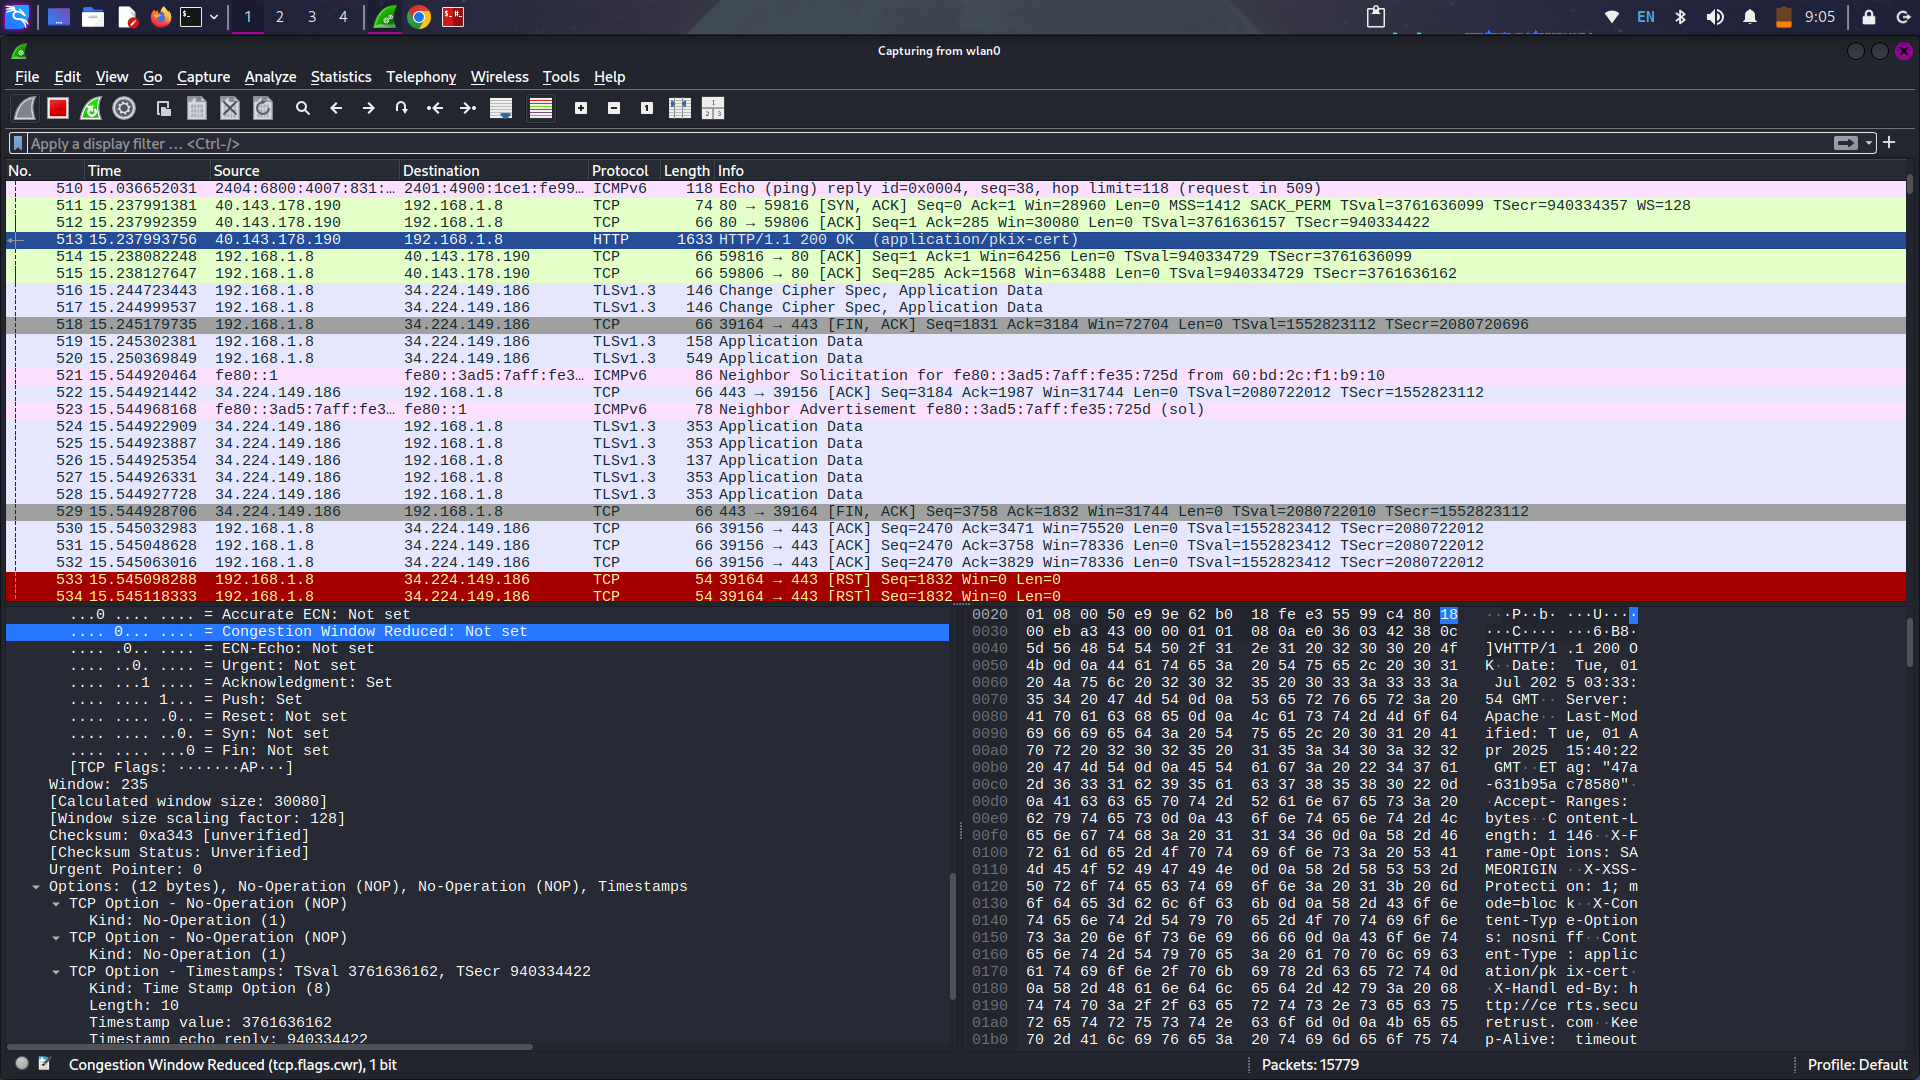 1 2 3 4 EN 9:05
Capturing from wlan0
File Edit View Go Capture Analyze Statistics Telephony Wireless Tools Help
Apply a display filter ... <Ctrl-/>
No. Time Source Destination Protocol Length Info
510 15.036652031 2404:6800:4007:831:… 2401:4900:1ce1:fe99… ICMPv6 118 Echo (ping) reply id=0x0004, seq=38, hop limit=118 (request in 509)
511 15.237991381 40.143.178.190 192.168.1.8 TCP 74 80 → 59816 [SYN, ACK] Seq=0 Ack=1 Win=28960 Len=0 MSS=1412 SACK_PERM TSval=3761636099 TSecr=940334357 WS=128
512 15.237992359 40.143.178.190 192.168.1.8 TCP 66 80 → 59806 [ACK] Seq=1 Ack=285 Win=30080 Len=0 TSval=3761636157 TSecr=940334422
513 15.237993756 40.143.178.190 192.168.1.8 HTTP 1633 HTTP/1.1 200 OK (application/pkix-cert)
514 15.238082248 192.168.1.8 40.143.178.190 TCP 66 59816 → 80 [ACK] Seq=1 Ack=1 Win=64256 Len=0 TSval=940334729 TSecr=3761636099
515 15.238127647 192.168.1.8 40.143.178.190 TCP 66 59806 → 80 [ACK] Seq=285 Ack=1568 Win=63488 Len=0 TSval=940334729 TSecr=3761636162
516 15.244723443 192.168.1.8 34.224.149.186 TLSv1.3 146 Change Cipher Spec, Application Data
517 15.244999537 192.168.1.8 34.224.149.186 TLSv1.3 146 Change Cipher Spec, Application Data
518 15.245179735 192.168.1.8 34.224.149.186 TCP 66 39164 → 443 [FIN, ACK] Seq=1831 Ack=3184 Win=72704 Len=0 TSval=1552823112 TSecr=2080720696
519 15.245302381 192.168.1.8 34.224.149.186 TLSv1.3 158 Application Data
520 15.250369849 192.168.1.8 34.224.149.186 TLSv1.3 549 Application Data
521 15.544920464 fe80::1 fe80::3ad5:7aff:fe3… ICMPv6 86 Neighbor Solicitation for fe80::3ad5:7aff:fe35:725d from 60:bd:2c:f1:b9:10
522 15.544921442 34.224.149.186 192.168.1.8 TCP 66 443 → 39156 [ACK] Seq=3184 Ack=1987 Win=31744 Len=0 TSval=2080722012 TSecr=1552823112
523 15.544968168 fe80::3ad5:7aff:fe3… fe80::1 ICMPv6 78 Neighbor Advertisement fe80::3ad5:7aff:fe35:725d (sol)
524 15.544922909 34.224.149.186 192.168.1.8 TLSv1.3 353 Application Data
525 15.544923887 34.224.149.186 192.168.1.8 TLSv1.3 353 Application Data
526 15.544925354 34.224.149.186 192.168.1.8 TLSv1.3 137 Application Data
527 15.544926331 34.224.149.186 192.168.1.8 TLSv1.3 353 Application Data
528 15.544927728 34.224.149.186 192.168.1.8 TLSv1.3 353 Application Data
529 15.544928706 34.224.149.186 192.168.1.8 TCP 66 443 → 39164 [FIN, ACK] Seq=3758 Ack=1832 Win=31744 Len=0 TSval=2080722010 TSecr=1552823112
530 15.545032983 192.168.1.8 34.224.149.186 TCP 66 39156 → 443 [ACK] Seq=2470 Ack=3471 Win=75520 Len=0 TSval=1552823412 TSecr=2080722012
531 15.545048628 192.168.1.8 34.224.149.186 TCP 66 39156 → 443 [ACK] Seq=2470 Ack=3758 Win=78336 Len=0 TSval=1552823412 TSecr=2080722012
532 15.545063016 192.168.1.8 34.224.149.186 TCP 66 39156 → 443 [ACK] Seq=2470 Ack=3829 Win=78336 Len=0 TSval=1552823412 TSecr=2080722012
533 15.545098288 192.168.1.8 34.224.149.186 TCP 54 39164 → 443 [RST] Seq=1832 Win=0 Len=0
534 15.545118333 192.168.1.8 34.224.149.186 TCP 54 39164 → 443 [RST] Seq=1832 Win=0 Len=0
...0 .... .... = Accurate ECN: Not set
.... 0... .... = Congestion Window Reduced: Not set
.... .0.. .... = ECN-Echo: Not set
.... ..0. .... = Urgent: Not set
.... ...1 .... = Acknowledgment: Set
.... .... 1... = Push: Set
.... .... .0.. = Reset: Not set
.... .... ..0. = Syn: Not set
.... .... ...0 = Fin: Not set
[TCP Flags: ·······AP···]
Window: 235
[Calculated window size: 30080]
[Window size scaling factor: 128]
Checksum: 0xa343 [unverified]
[Checksum Status: Unverified]
Urgent Pointer: 0
Options: (12 bytes), No-Operation (NOP), No-Operation (NOP), Timestamps
TCP Option - No-Operation (NOP)
Kind: No-Operation (1)
TCP Option - No-Operation (NOP)
Kind: No-Operation (1)
TCP Option - Timestamps: TSval 3761636162, TSecr 940334422
Kind: Time Stamp Option (8)
Length: 10
Timestamp value: 3761636162
Timestamp echo reply: 940334422
0020 01 08 00 50 e9 9e 62 b0 18 fe e3 55 99 c4 80 18 ···P··b· ···U····
0030 00 eb a3 43 00 00 01 01 08 0a e0 36 03 42 38 0c ···C···· ···6·B8·
0040 5d 56 48 54 54 50 2f 31 2e 31 20 32 30 30 20 4f ]VHTTP/1 .1 200 O
0050 4b 0d 0a 44 61 74 65 3a 20 54 75 65 2c 20 30 31 K··Date: Tue, 01
0060 20 4a 75 6c 20 32 30 32 35 20 30 33 3a 33 33 3a Jul 202 5 03:33:
0070 35 34 20 47 4d 54 0d 0a 53 65 72 76 65 72 3a 20 54 GMT·· Server:
0080 41 70 61 63 68 65 0d 0a 4c 61 73 74 2d 4d 6f 64 Apache·· Last-Mod
0090 69 66 69 65 64 3a 20 54 75 65 2c 20 30 31 20 41 ified: T ue, 01 A
00a0 70 72 20 32 30 32 35 20 31 35 3a 34 30 3a 32 32 pr 2025 15:40:22
00b0 20 47 4d 54 0d 0a 45 54 61 67 3a 20 22 34 37 61 GMT··ET ag: "47a
00c0 2d 36 33 31 62 39 35 61 63 37 38 35 38 30 22 0d -631b95a c78580"·
00d0 0a 41 63 63 65 70 74 2d 52 61 6e 67 65 73 3a 20 ·Accept- Ranges:
00e0 62 79 74 65 73 0d 0a 43 6f 6e 74 65 6e 74 2d 4c bytes··C ontent-L
00f0 65 6e 67 74 68 3a 20 31 31 34 36 0d 0a 58 2d 46 ength: 1 146··X-F
0100 72 61 6d 65 2d 4f 70 74 69 6f 6e 73 3a 20 53 41 rame-Opt ions: SA
0110 4d 45 4f 52 49 47 49 4e 0d 0a 58 2d 58 53 53 2d MEORIGIN ··X-XSS-
0120 50 72 6f 74 65 63 74 69 6f 6e 3a 20 31 3b 20 6d Protecti on: 1; m
0130 6f 64 65 3d 62 6c 6f 63 6b 0d 0a 58 2d 43 6f 6e ode=bloc k··X-Con
0140 74 65 6e 74 2d 54 79 70 65 2d 4f 70 74 69 6f 6e tent-Typ e-Option
0150 73 3a 20 6e 6f 73 6e 69 66 66 0d 0a 43 6f 6e 74 s: nosni ff··Cont
0160 65 6e 74 2d 54 79 70 65 3a 20 61 70 70 6c 69 63 ent-Type : applic
0170 61 74 69 6f 6e 2f 70 6b 69 78 2d 63 65 72 74 0d ation/pk ix-cert·
0180 0a 58 2d 48 61 6e 64 6c 65 64 2d 42 79 3a 20 68 ·X-Handl ed-By: h
0190 74 74 70 3a 2f 2f 63 65 72 74 73 2e 73 65 63 75 ttp://ce rts.secu
01a0 72 65 74 72 75 73 74 2e 63 6f 6d 0d 0a 4b 65 65 retrust. com··Kee
01b0 70 2d 41 6c 69 76 65 3a 20 74 69 6d 65 6f 75 74 p-Alive: timeout
Congestion Window Reduced (tcp.flags.cwr), 1 bit Packets: 15779 Profile: Default